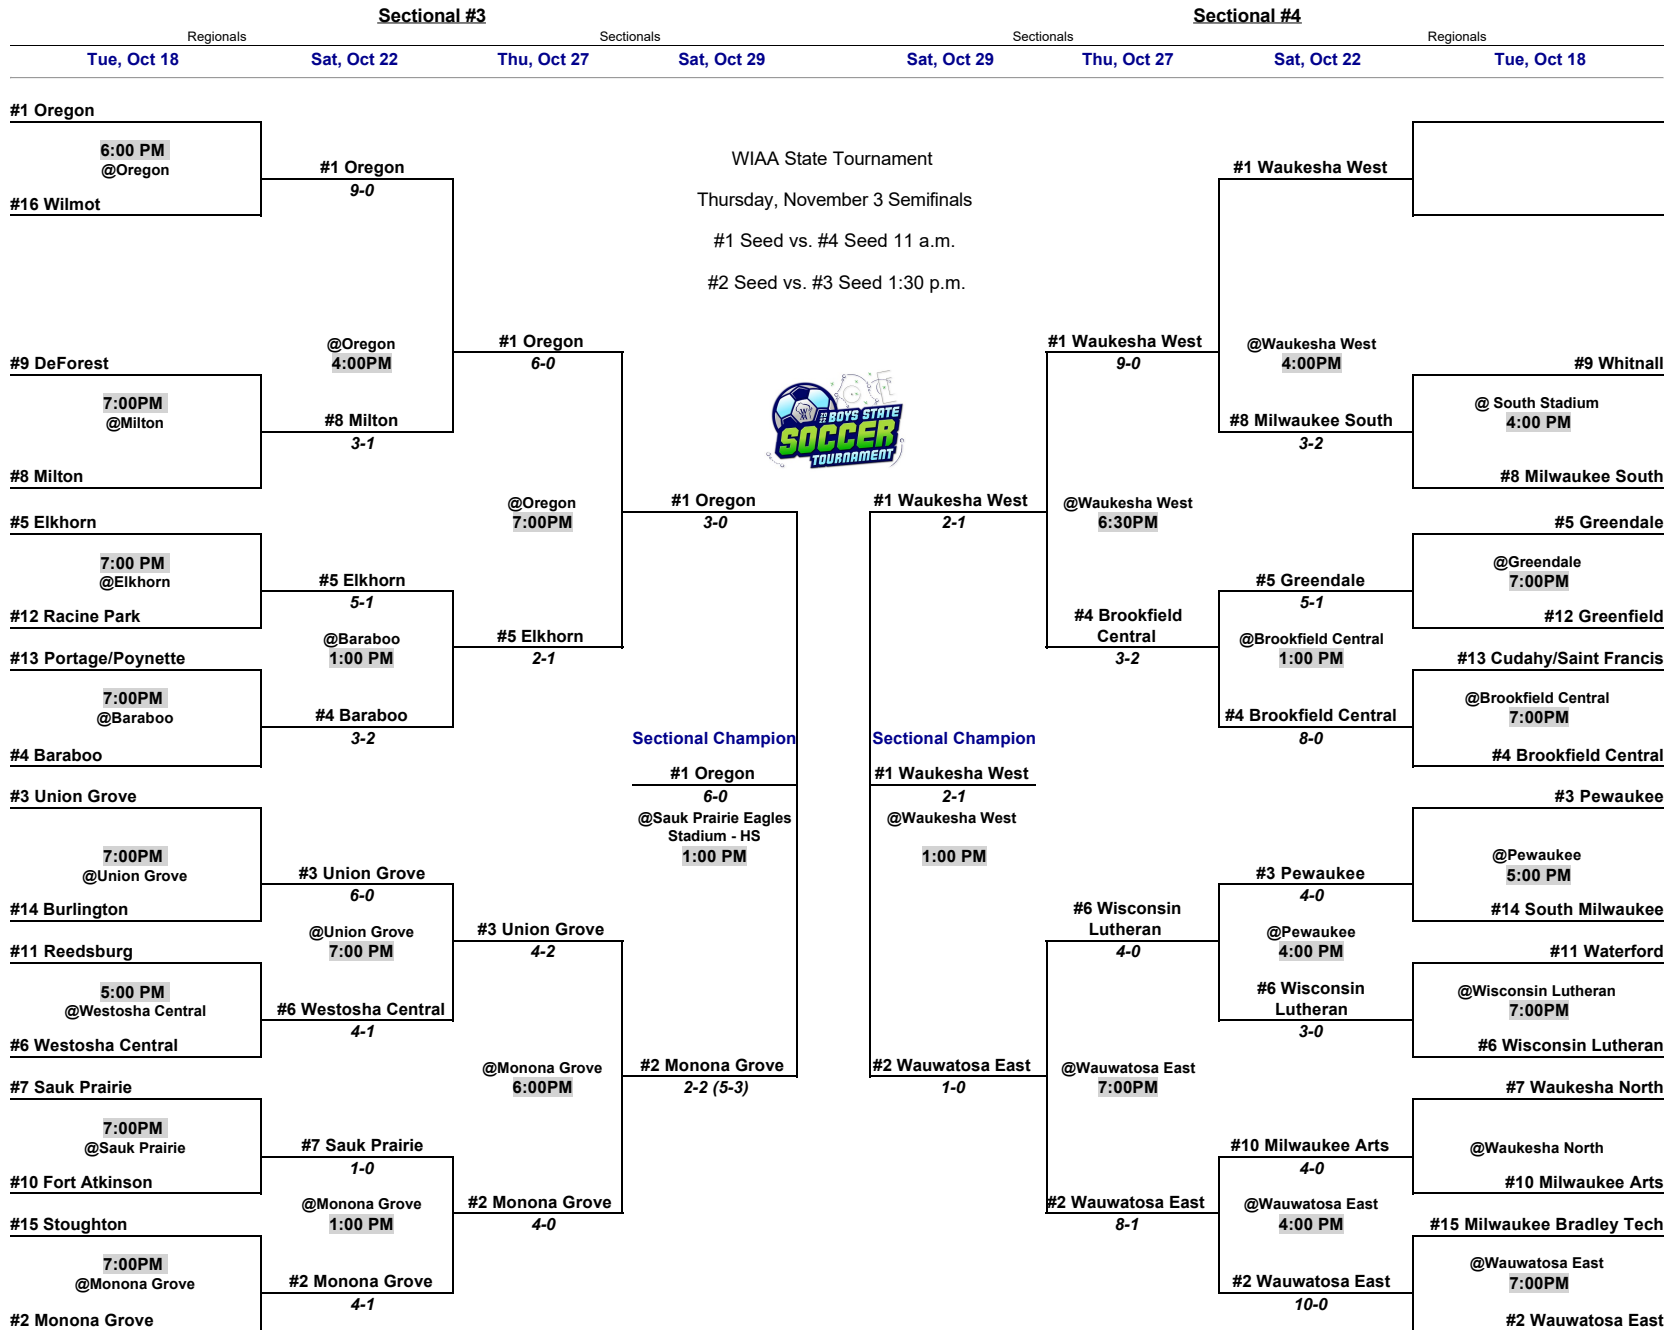 Sectional #3
Sectional #4
Regionals
Sectionals
Sectionals
Regionals
Tue, Oct 18
Sat, Oct 22
Thu, Oct 27
Sat, Oct 29
Sat, Oct 29
Thu, Oct 27
Sat, Oct 22
Tue, Oct 18
#1 Oregon
6:00 PM
@Oregon
#16 Wilmot
#1 Oregon
9-0
WIAA State Tournament
Thursday, November 3 Semifinals
#1 Seed vs. #4 Seed 11 a.m.
#2 Seed vs. #3 Seed 1:30 p.m.
#1 Waukesha West
#9 DeForest
7:00PM
@Milton
#8 Milton
@Oregon
4:00PM
#8 Milton
3-1
#1 Oregon
6-0
BOYS STATE
SOCCER
TOURNAMENT
#1 Waukesha West
9-0
@Waukesha West
4:00PM
#8 Milwaukee South
3-2
#9 Whitnall
@ South Stadium
4:00 PM
#8 Milwaukee South
#5 Elkhorn
7:00 PM
@Elkhorn
#12 Racine Park
#5 Elkhorn
5-1
@Oregon
7:00PM
#1 Oregon
3-0
#1 Waukesha West
2-1
@Waukesha West
6:30PM
#5 Greendale
5-1
#5 Greendale
@Greendale
7:00PM
#12 Greenfield
@Baraboo
1:00 PM
#5 Elkhorn
2-1
#4 Brookfield
Central
3-2
@Brookfield Central
1:00 PM
#13 Portage/Poynette
7:00PM
@Baraboo
#4 Baraboo
#4 Baraboo
3-2
#4 Brookfield Central
8-0
#13 Cudahy/Saint Francis
@Brookfield Central
7:00PM
#4 Brookfield Central
Sectional Champion
#1 Oregon
6-0
@Sauk Prairie Eagles
Stadium - HS
1:00 PM
Sectional Champion
#1 Waukesha West
2-1
@Waukesha West
1:00 PM
#3 Union Grove
7:00PM
@Union Grove
#14 Burlington
#3 Union Grove
6-0
#3 Pewaukee
4-0
#3 Pewaukee
@Pewaukee
5:00 PM
#14 South Milwaukee
@Union Grove
7:00 PM
#3 Union Grove
4-2
#6 Wisconsin
Lutheran
4-0
@Pewaukee
4:00 PM
#11 Reedsburg
5:00 PM
@Westosha Central
#6 Westosha Central
#6 Westosha Central
4-1
#6 Wisconsin
Lutheran
3-0
#11 Waterford
@Wisconsin Lutheran
7:00PM
#6 Wisconsin Lutheran
@Monona Grove
6:00PM
#2 Monona Grove
2-2 (5-3)
#2 Wauwatosa East
1-0
@Wauwatosa East
7:00PM
#7 Sauk Prairie
7:00PM
@Sauk Prairie
#10 Fort Atkinson
#7 Sauk Prairie
1-0
#10 Milwaukee Arts
4-0
#7 Waukesha North
@Waukesha North
#10 Milwaukee Arts
@Monona Grove
1:00 PM
#2 Monona Grove
4-0
#2 Wauwatosa East
8-1
@Wauwatosa East
4:00 PM
#15 Stoughton
7:00PM
@Monona Grove
#2 Monona Grove
#2 Monona Grove
4-1
#2 Wauwatosa East
10-0
#15 Milwaukee Bradley Tech
@Wauwatosa East
7:00PM
#2 Wauwatosa East